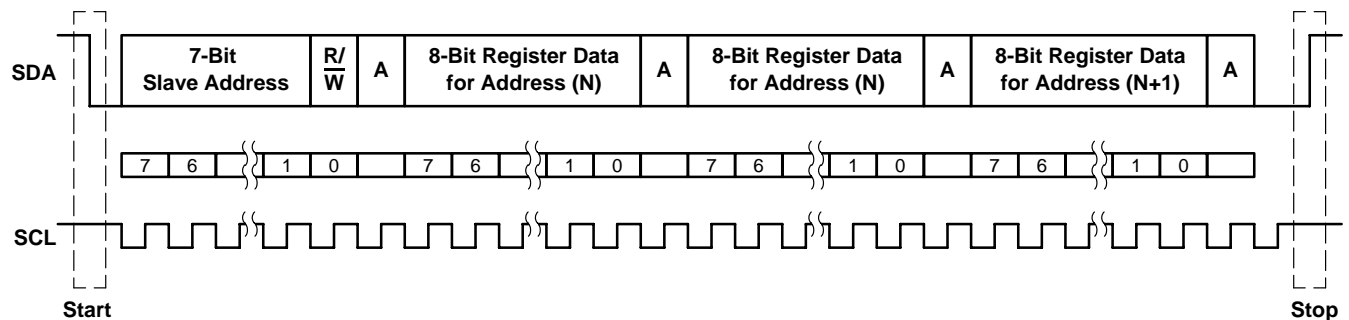 SDA
7-Bit
Slave Address
R/
W
A
8-Bit Register Data
for Address (N)
A
8-Bit Register Data
for Address (N)
A
8-Bit Register Data
for Address (N+1)
A
7 6 1 0 7 6 1 0 7 6 1 0 7 6 1 0
SCL
Start
Stop